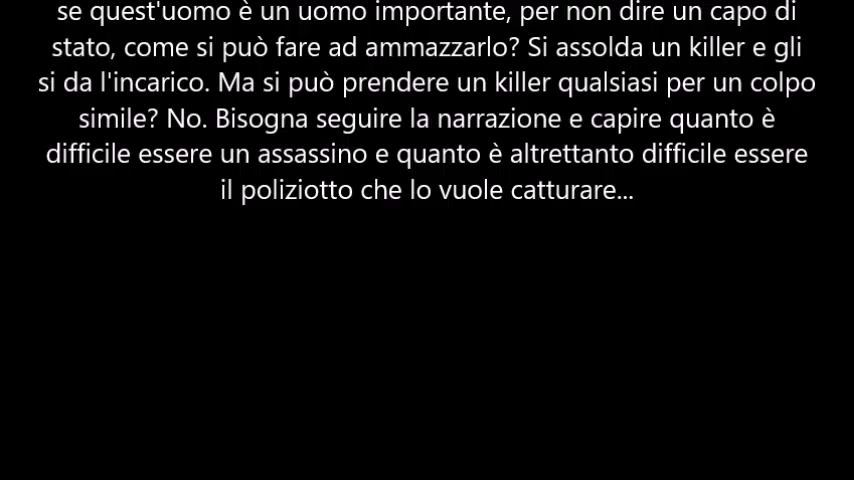 se quest'uomo è un uomo importante, per non dire un capo di
stato, come si può fare ad ammazzarlo? Si assolda un killer e gli
si da l'incarico. Ma si può prendere un killer qualsiasi per un colpo
simile? No. Bisogna seguire la narrazione e capire quanto è
difficile essere un assassino e quanto è altrettanto difficile essere
il poliziotto che lo vuole catturare...